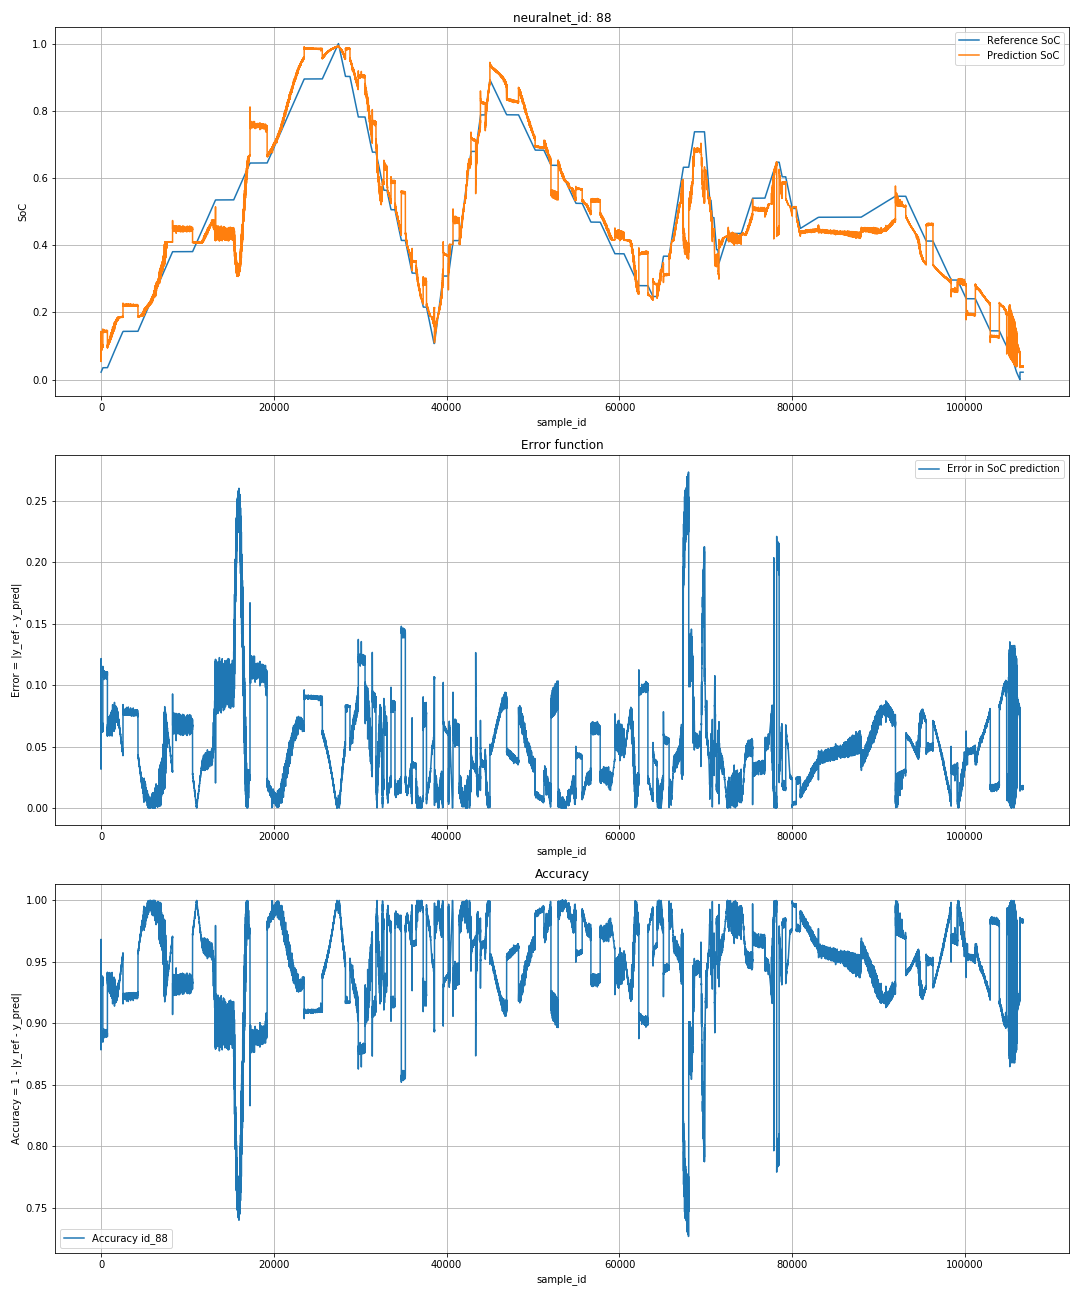 neuralnet_id: 88
Reference SoC
Prediction SoC
1.0
0.8
0.6
0.4
0.2
0.0
SoC
0 20000 40000 60000 80000 100000
sample_id
Error function
Error in SoC prediction
0.25
0.20
0.15
0.10
0.05
0.00
Error = |y_ref - y_pred|
0 20000 40000 60000 80000 100000
sample_id
Accuracy
1.00
0.95
0.90
0.85
0.80
0.75
Accuracy = 1 - |y_ref - y_pred|
Accuracy id_88
0 20000 40000 60000 80000 100000
sample_id